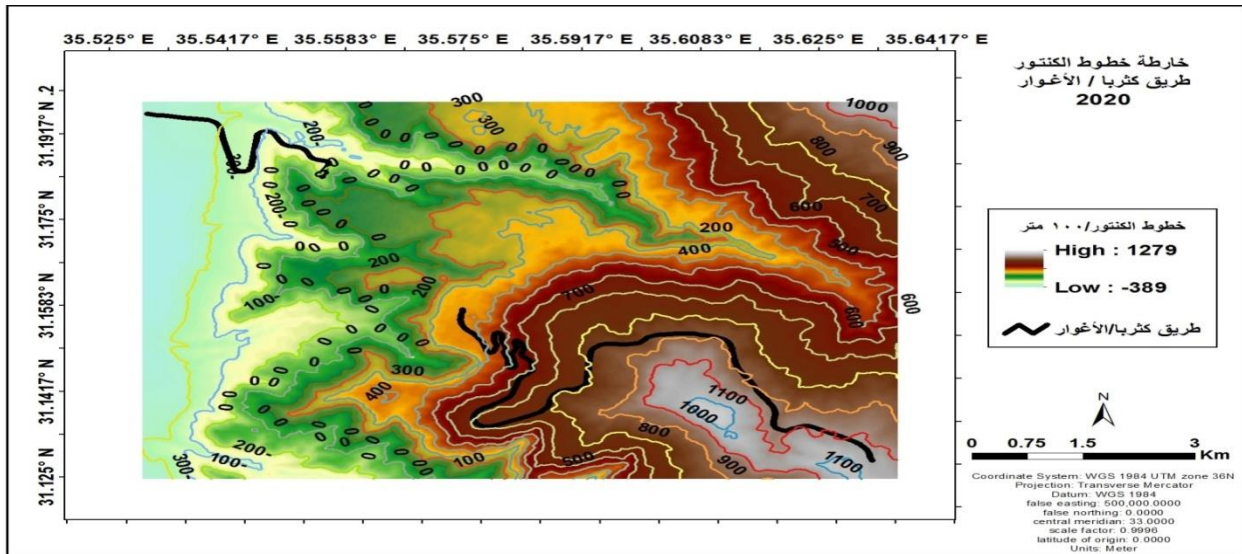 35.525° E 35.5417° E 35.5583° E 35.575° E 35.5917° E 35.6083° E 35.625° E 35.6417° E
خارطة خطوط الكنتور
طريق كثربا / الأغوار
2020
31.1917° N .2
31.175° N
31.1583° N
31.1417° N
31.125° N
300
300
1000
900
800
700
600
500
200
400
600
600
700
200
200
200-
200-
200-
100-
300
400
100
500
800
900
1100
1000
1100
200-
100-
300-
خطوط الكنتور/١٠٠ متر
High : 1279
Low : -389
طريق كثربا/الأغوار
N
0 0.75 1.5 3
Km
Coordinate System: WGS 1984 UTM zone 36N
Projection: Transverse Mercator
Datum: WGS 1984
false easting: 500,000.0000
false northing: 0.0000
central meridian: 33.0000
scale factor: 0.9996
latitude of origin: 0.0000
Units: Meter